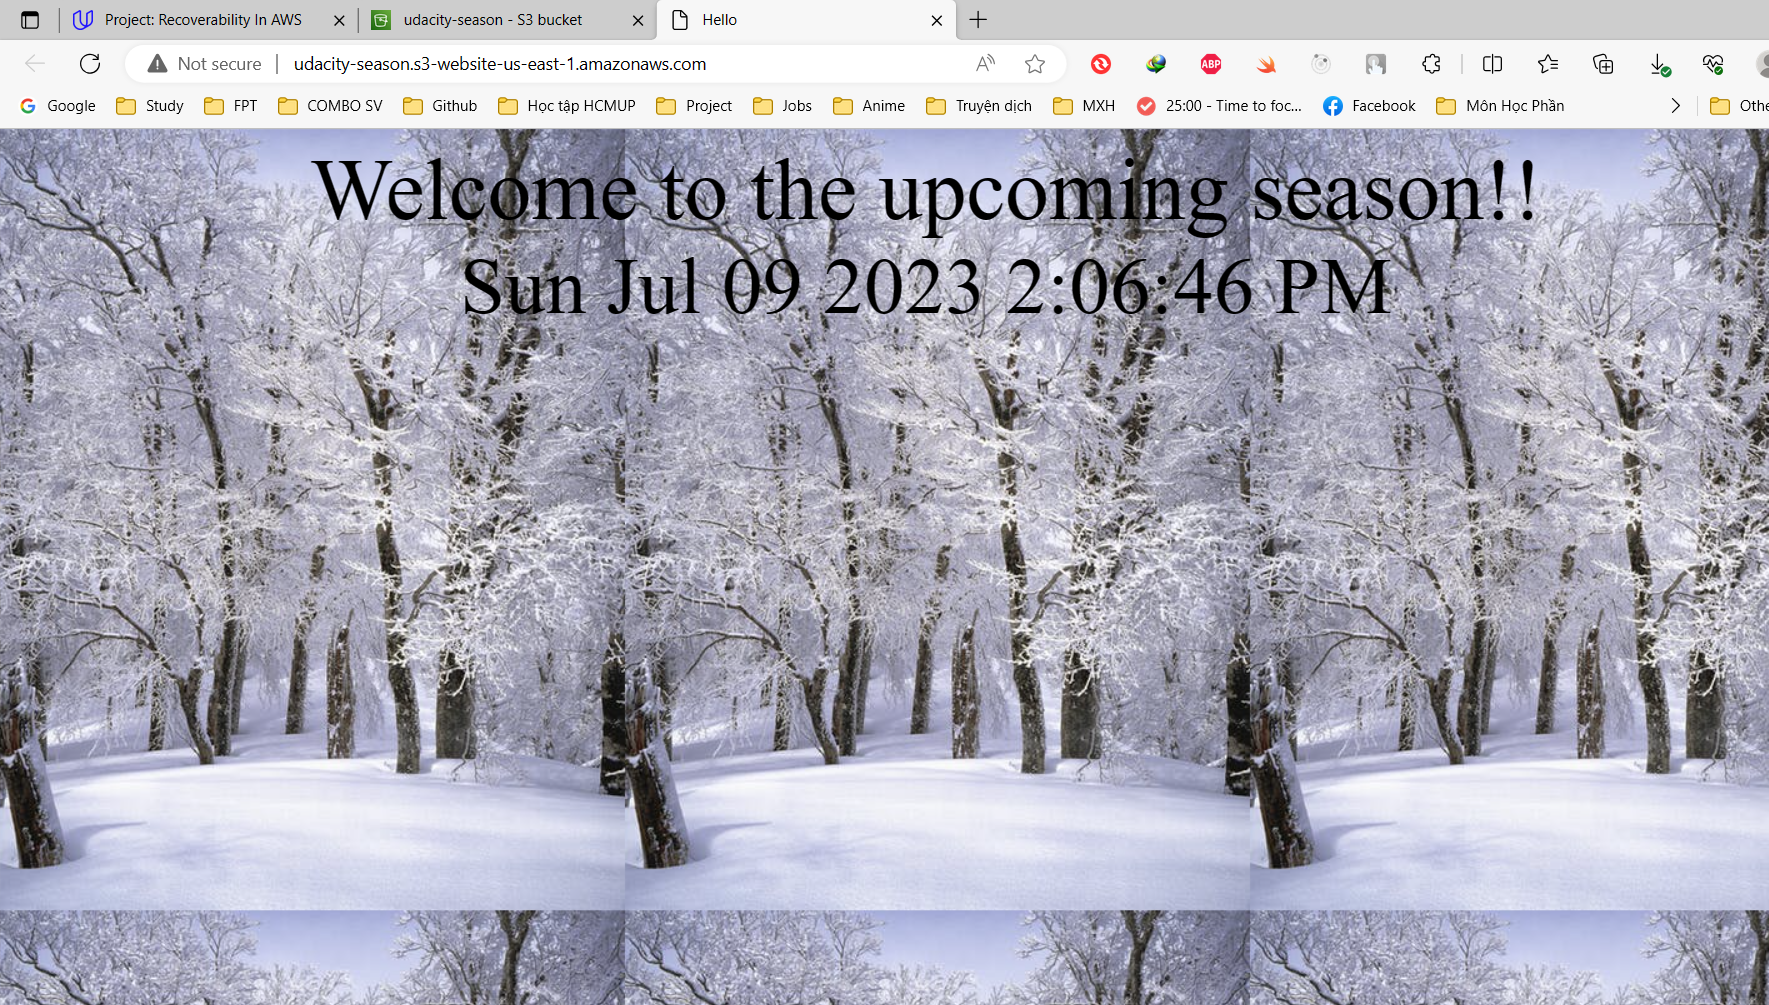 Project: Recoverability In AWS
udacity-season - S3 bucket
Hello
Not secure
udacity-season.s3-website-us-east-1.amazonaws.com
A
ABP
Google
Study
FPT
COMBO SV
Github
Học tập HCMUP
Project
Jobs
Anime
Truyện dịch
MXH
25:00 - Time to foc...
Facebook
Môn Học Phần
Othe
Welcome to the upcoming season!!
Sun Jul 09 2023 2:06:46 PM